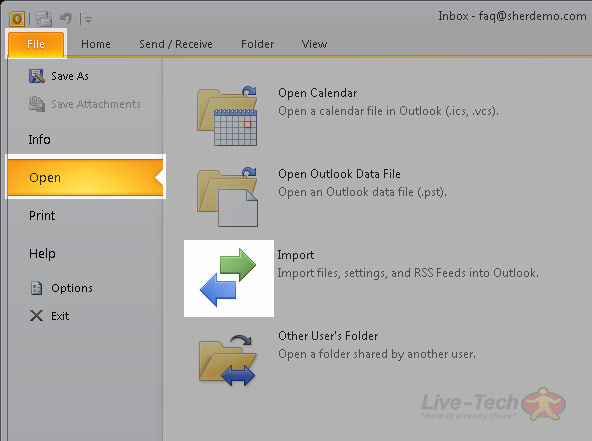 Inbox - faq@sherdemo.com
File Home Send / Receive Folder View
Save As
Save Attachments
Info
Open
Print
Help
Options
Exit
Open Calendar
Open a calendar file in Outlook (.ics, .vcs).
Open Outlook Data File
Open an Outlook data file (.pst).
Import
Import files, settings, and RSS Feeds into Outlook.
Other User's Folder
Open a folder shared by another user.
Live-Tech
"Help is already there"